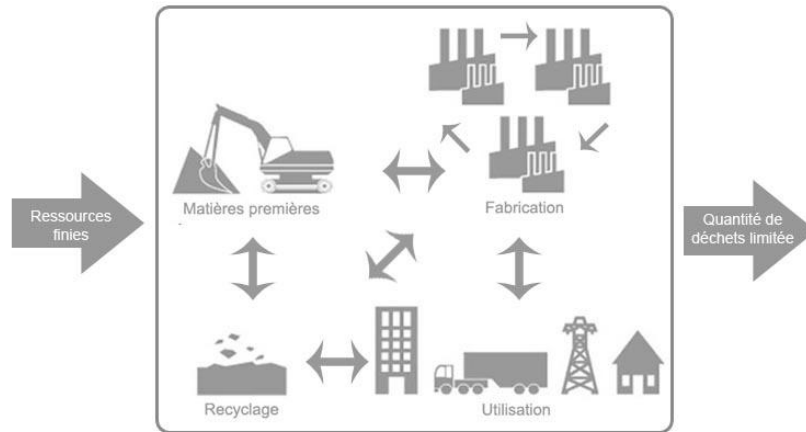 Ressources
finies
Matières premières
Fabrication
Quantité de
déchets limitée
Recyclage
Utilisation